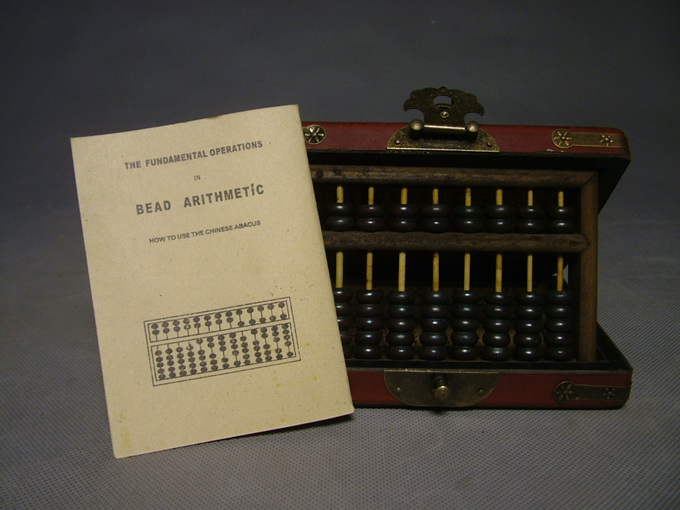 THE FUNDAMENTAL OPERATIONS
IN
BEAD ARITHMETIC
HOW TO USE THE CHINESE ABACUS